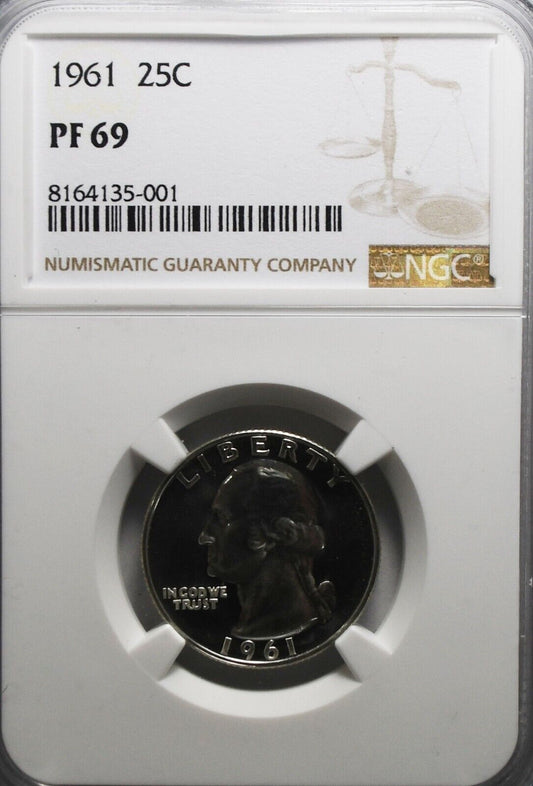 1961 25C
PF 69
8164135-001
NUMISMATIC GUARANTY COMPANY
NGC®
LIBERTY
IN GOD WE
TRUST
1961